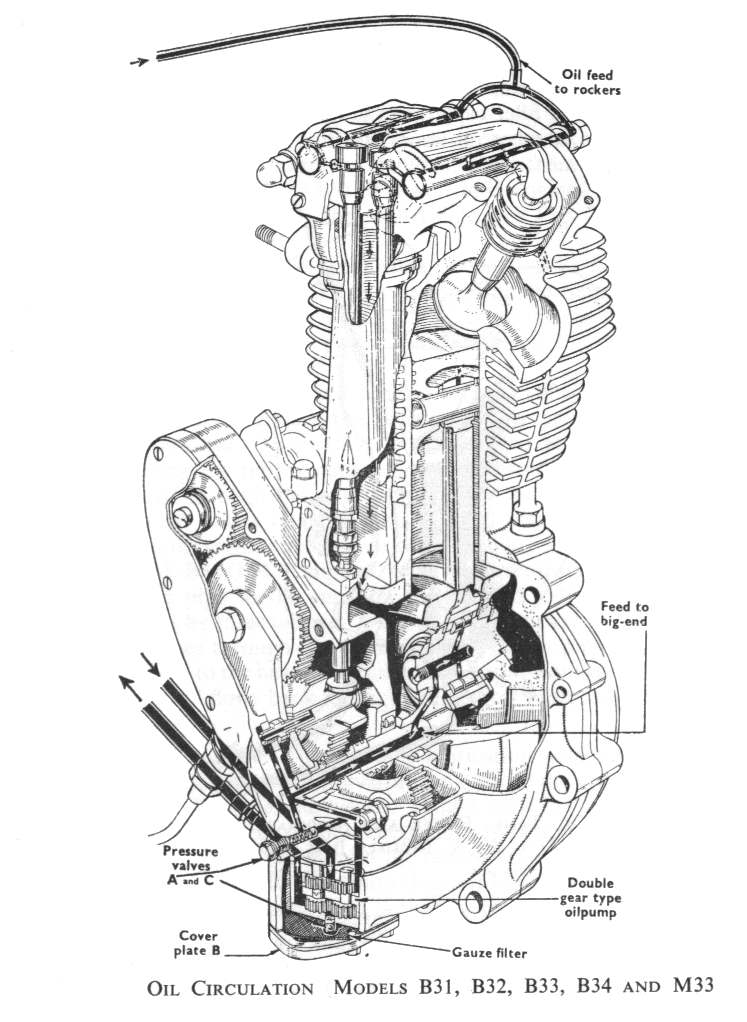 Oil feed
to rockers
Feed to
big-end
Pressure
valves
A and C
Double
gear type
oilpump
Cover
plate B
Gauze filter
OIL CIRCULATION MODELS B31, B32, B33, B34 AND M33